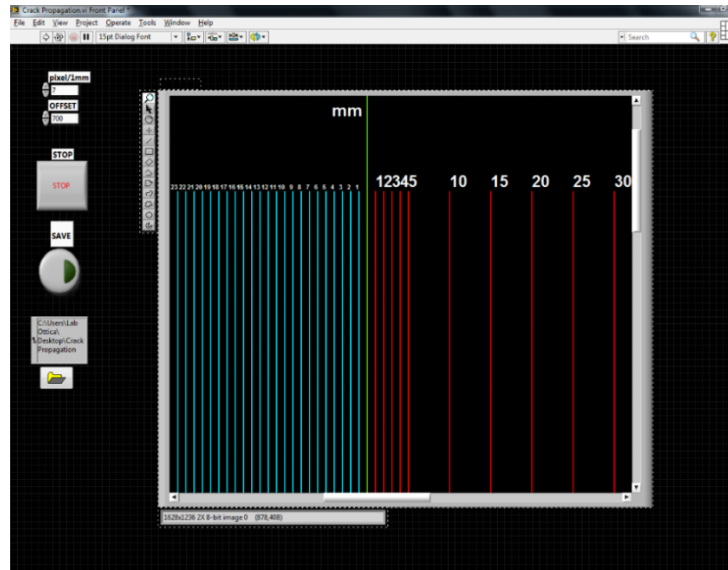 Crack Propagation.vi Front Panel *
File Edit View Project Operate Tools Window Help
15pt Dialog Font
Search
pixel/1mm
7
OFFSET
700
STOP
STOP
SAVE
C:\Users\Lab
Ottica\
Desktop\Crack
Propagation
mm
23 22 21 20 19 18 17 16 15 14 13 12 11 10 9 8 7 6 5 4 3 2 1
12345 10 15 20 25 30
1628x1236 2X 8-bit image 0 (878,408)